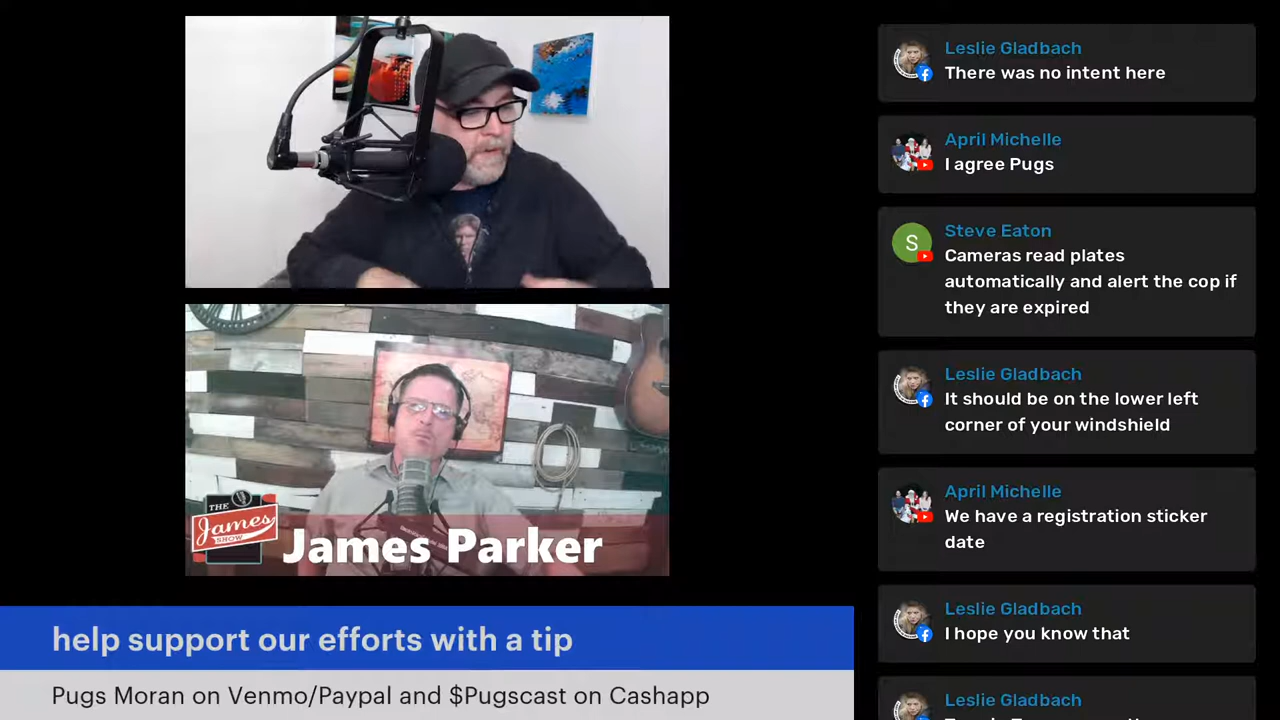 THE
James
SHOW
James Parker
help support our efforts with a tip
Pugs Moran on Venmo/Paypal and $Pugscast on Cashapp
Leslie Gladbach
There was no intent here
April Michelle
I agree Pugs
S
Steve Eaton
Cameras read plates
automatically and alert the cop if
they are expired
Leslie Gladbach
It should be on the lower left
corner of your windshield
April Michelle
We have a registration sticker
date
Leslie Gladbach
I hope you know that
Leslie Gladbach